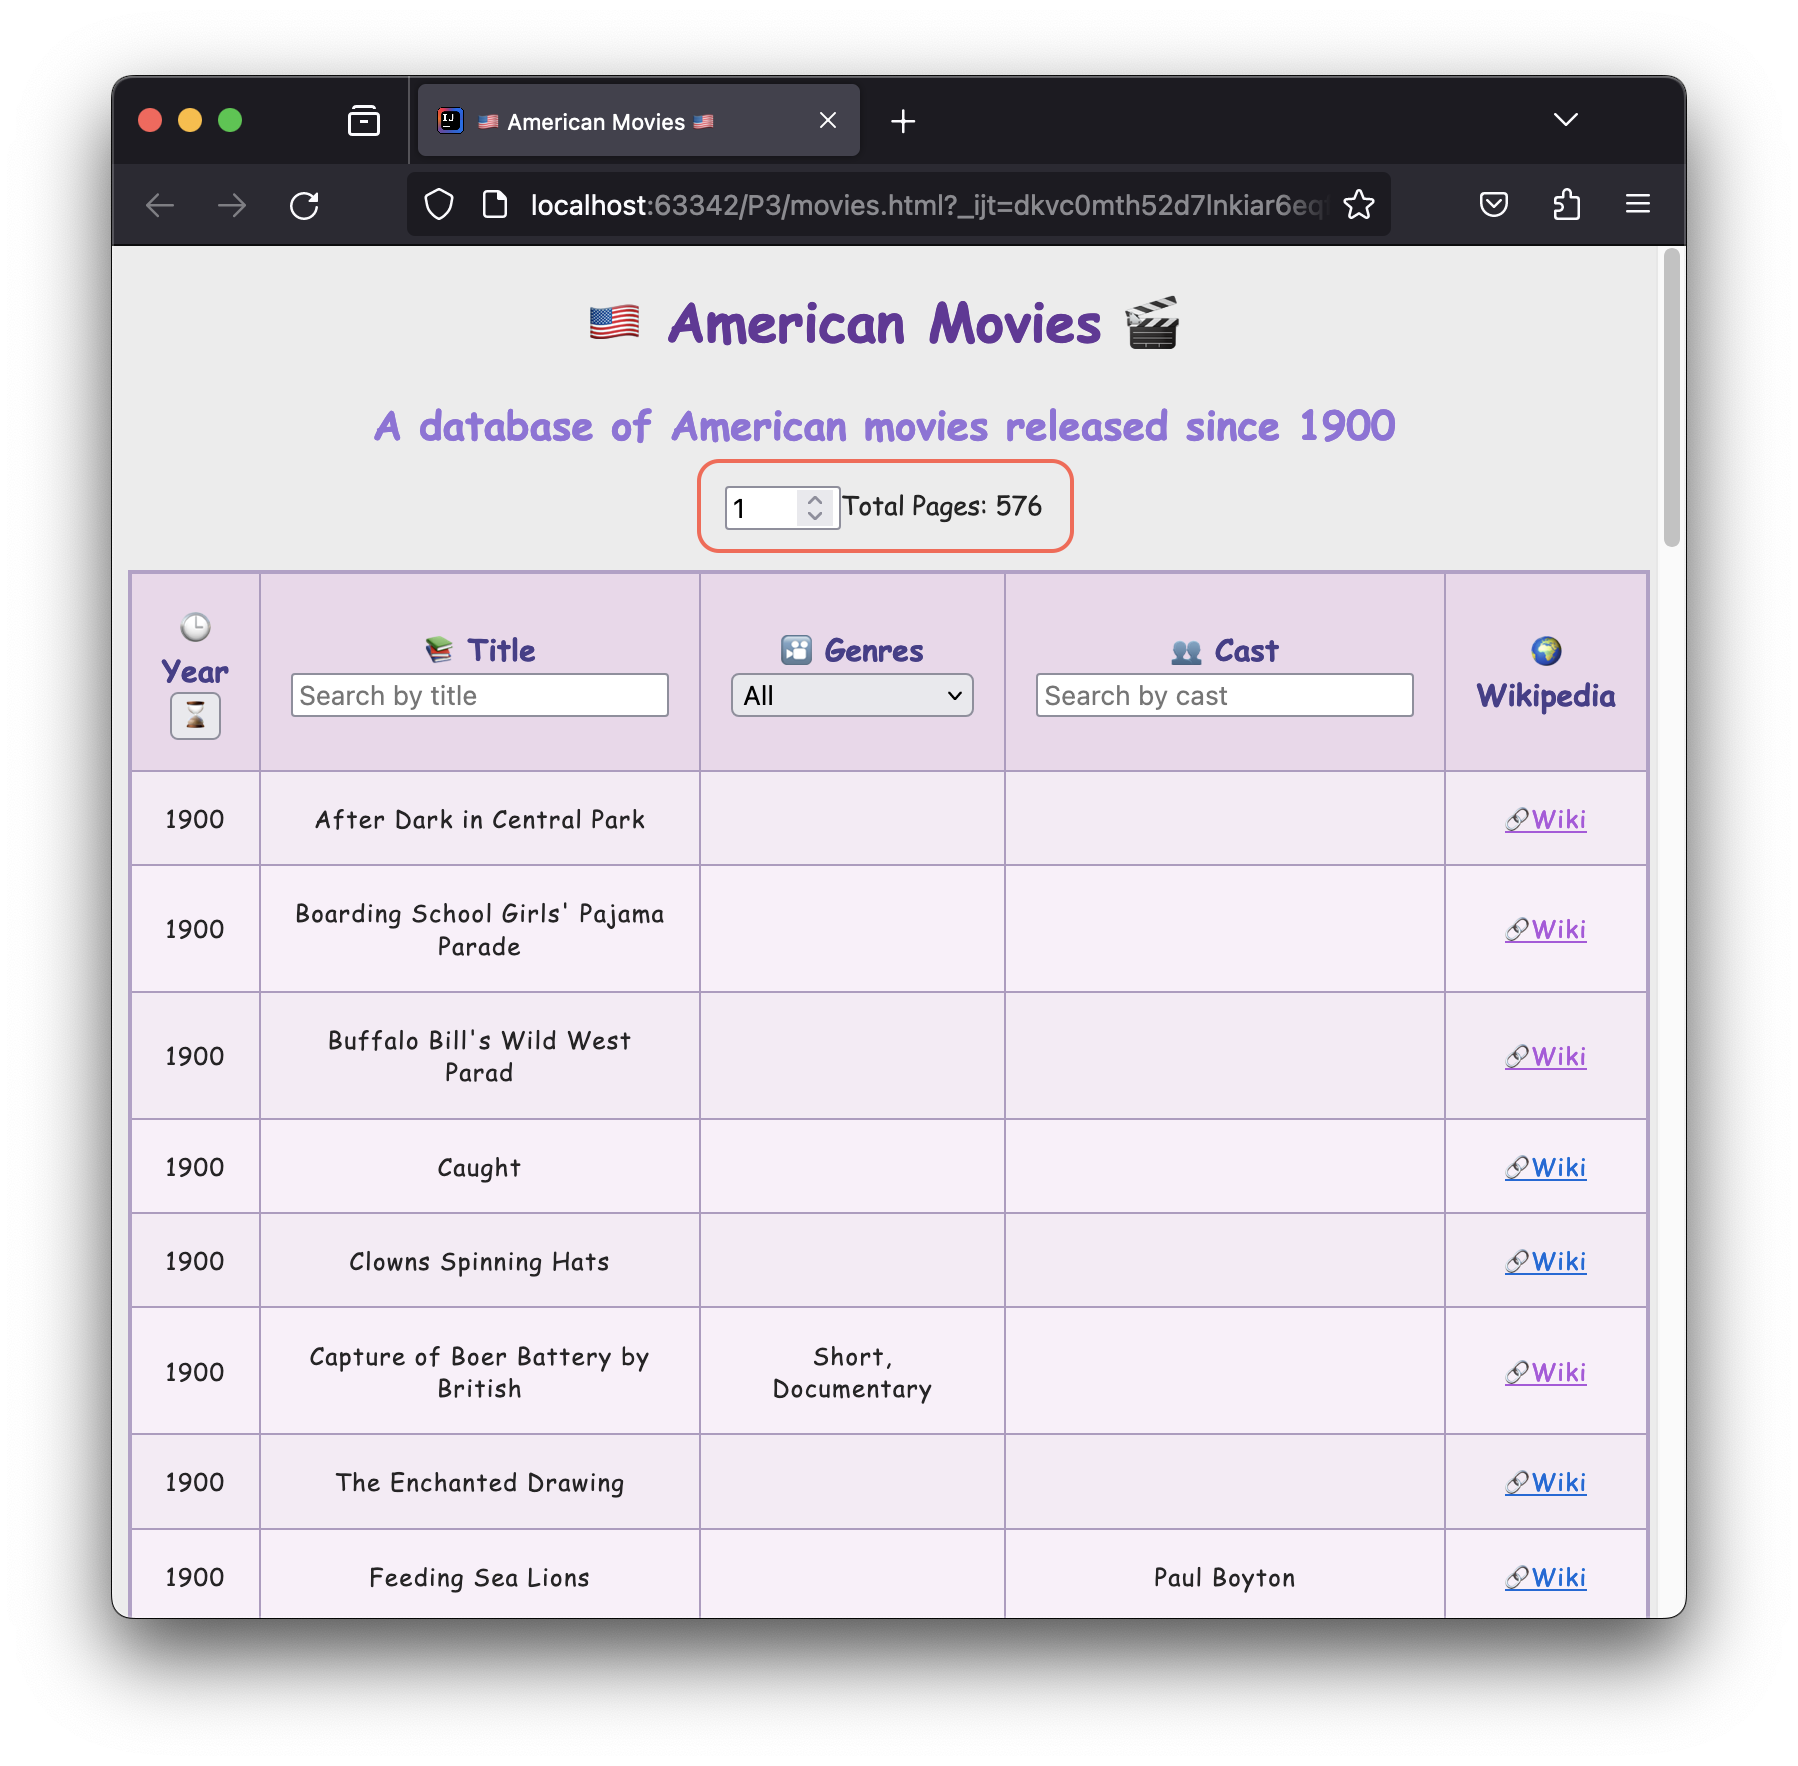 American Movies
localhost:63342/P3/movies.html?_ijt=dkvc0mth52d7lnkiar6eq
American Movies
A database of American movies released since 1900
1 Total Pages: 576
Year
Title
Search by title
Genres
All
Cast
Search by cast
Wikipedia
1900
After Dark in Central Park
Wiki
1900
Boarding School Girls' Pajama
Parade
Wiki
1900
Buffalo Bill's Wild West
Parad
Wiki
1900
Caught
Wiki
1900
Clowns Spinning Hats
Wiki
1900
Capture of Boer Battery by
British
Short,
Documentary
Wiki
1900
The Enchanted Drawing
Wiki
1900
Feeding Sea Lions
Paul Boyton
Wiki